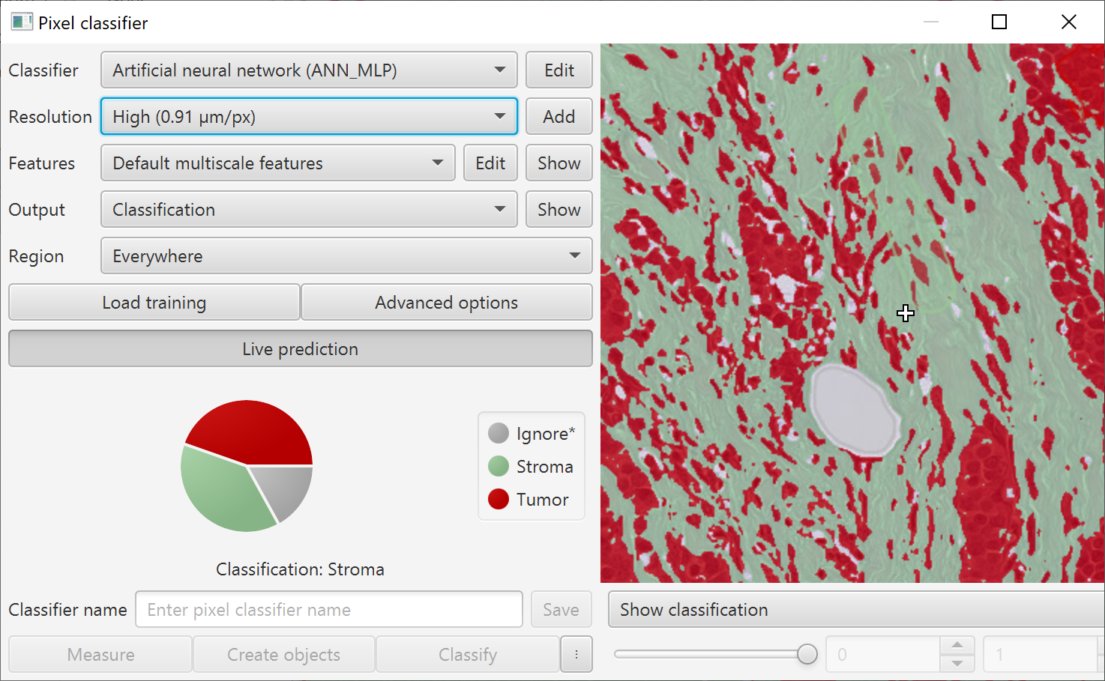 Pixel classifier
Classifier Artificial neural network (ANN_MLP) Edit
Resolution High (0.91 µm/px) Add
Features Default multiscale features Edit Show
Output Classification Show
Region Everywhere
Load training Advanced options
Live prediction
Ignore*
Stroma
Tumor
Classification: Stroma
Classifier name Enter pixel classifier name Save Show classification
Measure Create objects Classify 0 1